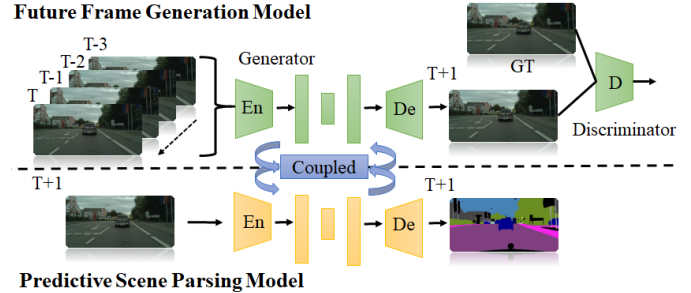 Future Frame Generation Model
T-3
T-2
T-1
T
Generator
En
De
T+1
GT
D
Discriminator
Coupled
T+1
En
De
T+1
Predictive Scene Parsing Model